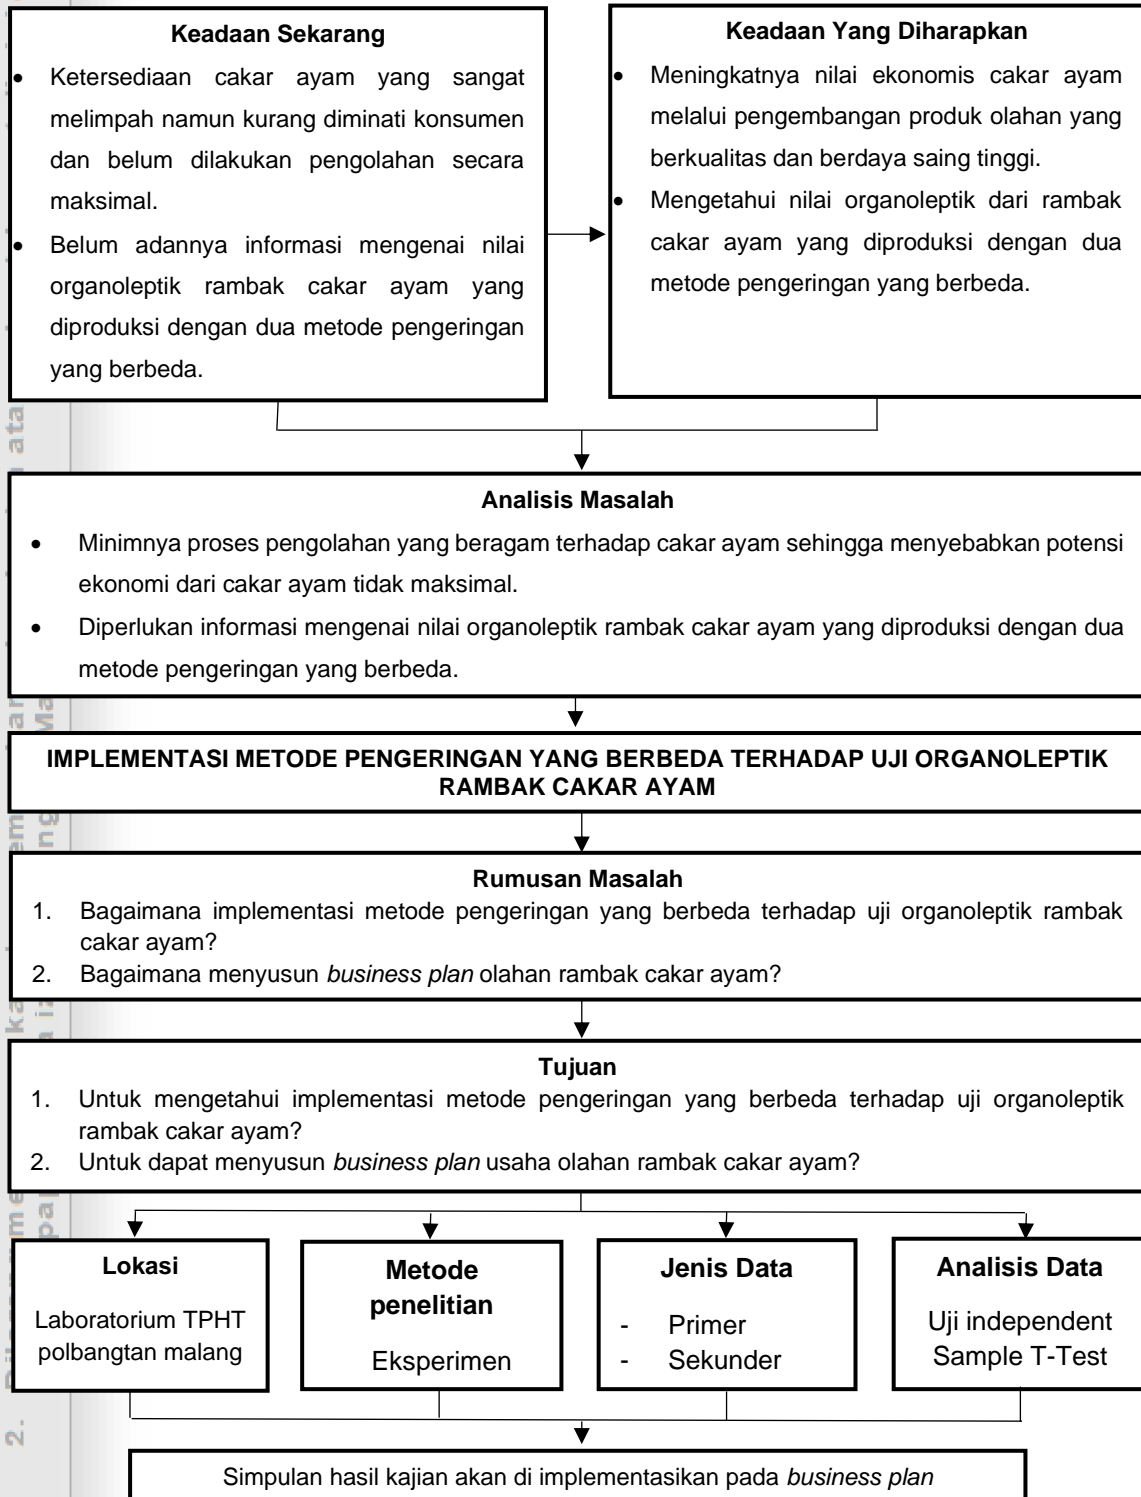 Keadaan Sekarang
• Ketersediaan cakar ayam yang sangat
melimpah namun kurang diminati konsumen
dan belum dilakukan pengolahan secara
maksimal.
• Belum adannya informasi mengenai nilai
organoleptik rambak cakar ayam yang
diproduksi dengan dua metode pengeringan
yang berbeda.
Keadaan Yang Diharapkan
• Meningkatnya nilai ekonomis cakar ayam
melalui pengembangan produk olahan yang
berkualitas dan berdaya saing tinggi.
• Mengetahui nilai organoleptik dari rambak
cakar ayam yang diproduksi dengan dua
metode pengeringan yang berbeda.
Analisis Masalah
• Minimnya proses pengolahan yang beragam terhadap cakar ayam sehingga menyebabkan potensi
ekonomi dari cakar ayam tidak maksimal.
• Diperlukan informasi mengenai nilai organoleptik rambak cakar ayam yang diproduksi dengan dua
metode pengeringan yang berbeda.
IMPLEMENTASI METODE PENGERINGAN YANG BERBEDA TERHADAP UJI ORGANOLEPTIK
RAMBAK CAKAR AYAM
Rumusan Masalah
1. Bagaimana implementasi metode pengeringan yang berbeda terhadap uji organoleptik rambak
cakar ayam?
2. Bagaimana menyusun business plan olahan rambak cakar ayam?
Tujuan
1. Untuk mengetahui implementasi metode pengeringan yang berbeda terhadap uji organoleptik
rambak cakar ayam?
2. Untuk dapat menyusun business plan usaha olahan rambak cakar ayam?
Lokasi
Laboratorium TPHT
polbangtan malang
Metode
penelitian
Eksperimen
Jenis Data
- Primer
- Sekunder
Analisis Data
Uji independent
Sample T-Test
Simpulan hasil kajian akan di implementasikan pada business plan
2.